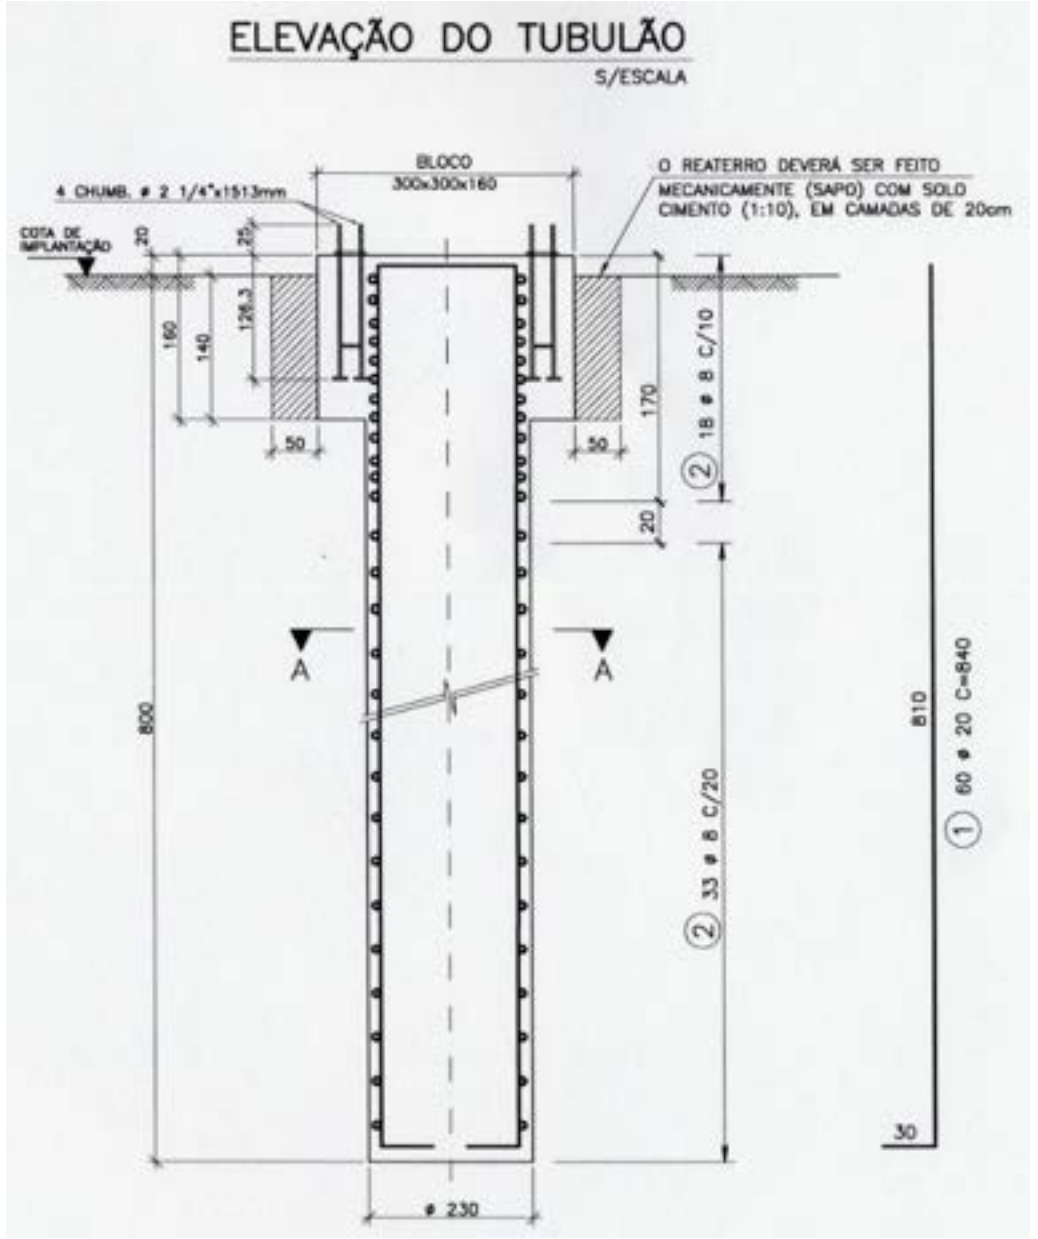 ELEVAÇÃO DO TUBULÃO
S/ESCALA
BLOCO
300x300x160
O REATERRO DEVERÁ SER FEITO
MECANICAMENTE (SAPO) COM SOLO
CIMENTO (1:10), EM CAMADAS DE 20cm
4 CHUMB. ø 2 1/4"x1513mm
COTA DE
IMPLANTAÇÃO
20
25
126.3
160
140
50
50
170
20
2 18 ø 8 C/10
A
A
800
810
1 60 ø 20 C=840
2 33 ø 8 C/20
30
ø 230